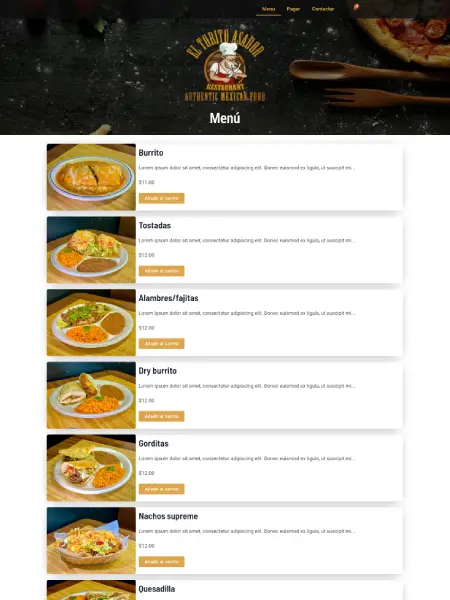 Menu Pagar Contactar
EL TORITO ASADOR
RESTAURANT
AUTHENTIC MEXICAN FOOD
Menú
Burrito
Lorem ipsum dolor sit amet, consectetur adipiscing elit. Donec euismod ex ligula, ut suscipit mi...
$11.00
Añadir al carrito
Tostadas
Lorem ipsum dolor sit amet, consectetur adipiscing elit. Donec euismod ex ligula, ut suscipit mi...
$12.00
Añadir al carrito
Alambres/fajitas
Lorem ipsum dolor sit amet, consectetur adipiscing elit. Donec euismod ex ligula, ut suscipit mi...
$12.00
Añadir al carrito
Dry burrito
Lorem ipsum dolor sit amet, consectetur adipiscing elit. Donec euismod ex ligula, ut suscipit mi...
$12.00
Añadir al carrito
Gorditas
Lorem ipsum dolor sit amet, consectetur adipiscing elit. Donec euismod ex ligula, ut suscipit mi...
$12.00
Añadir al carrito
Nachos supreme
Lorem ipsum dolor sit amet, consectetur adipiscing elit. Donec euismod ex ligula, ut suscipit mi...
$12.00
Añadir al carrito
Quesadilla